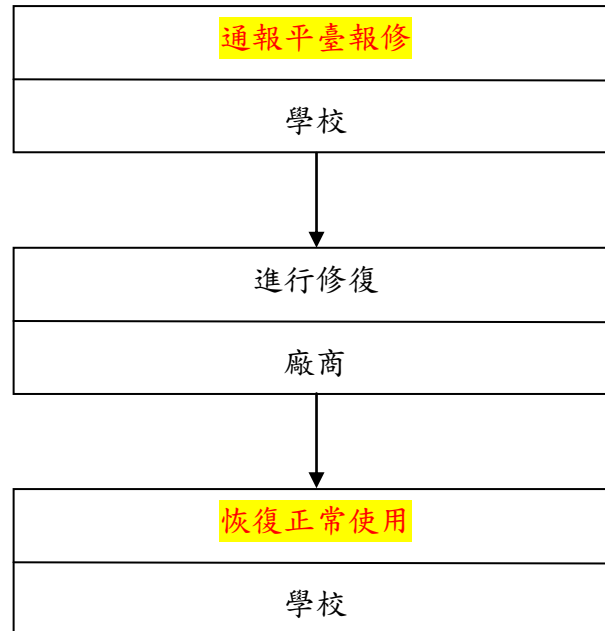 通報平臺報修
學校
進行修復
廠商
恢復正常使用
學校